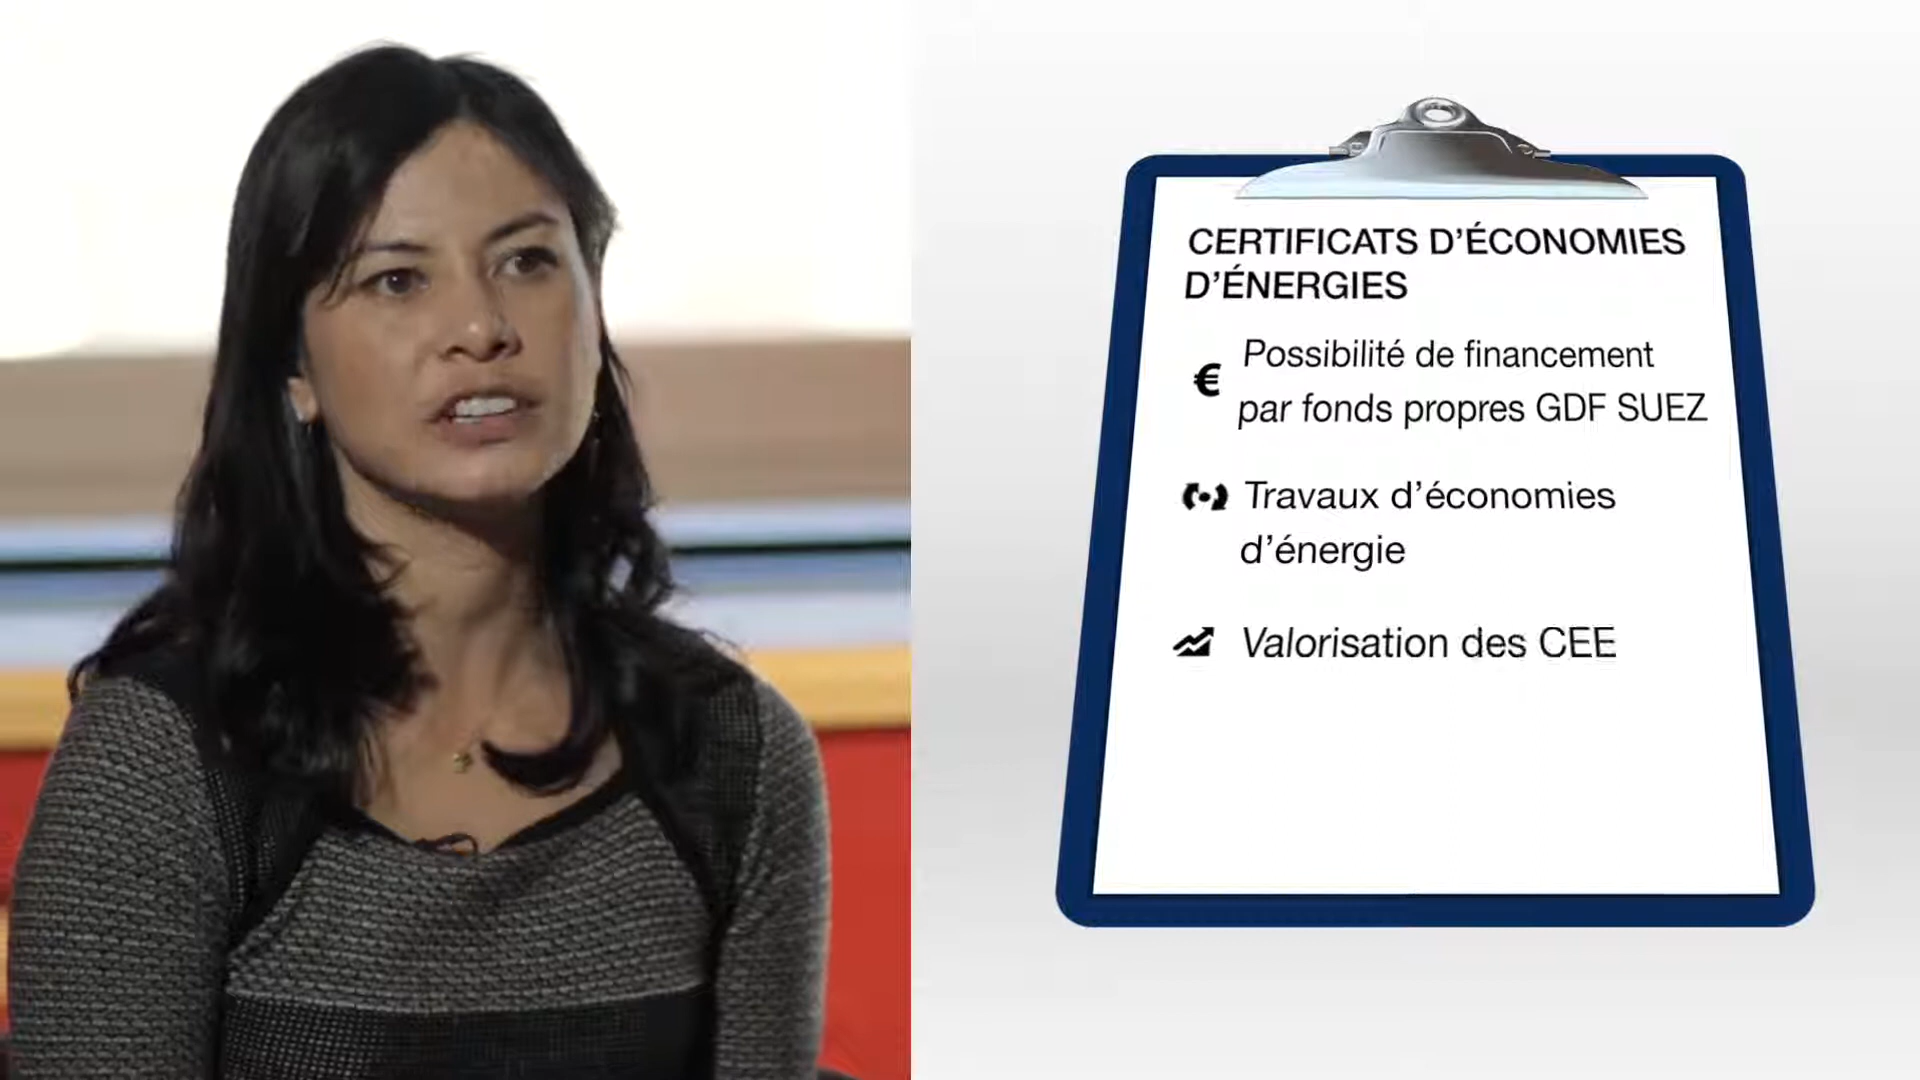 CERTIFICATS D’ÉCONOMIES
D’ÉNERGIES
€ Possibilité de financement
par fonds propres GDF SUEZ
Travaux d’économies
d’énergie
Valorisation des CEE